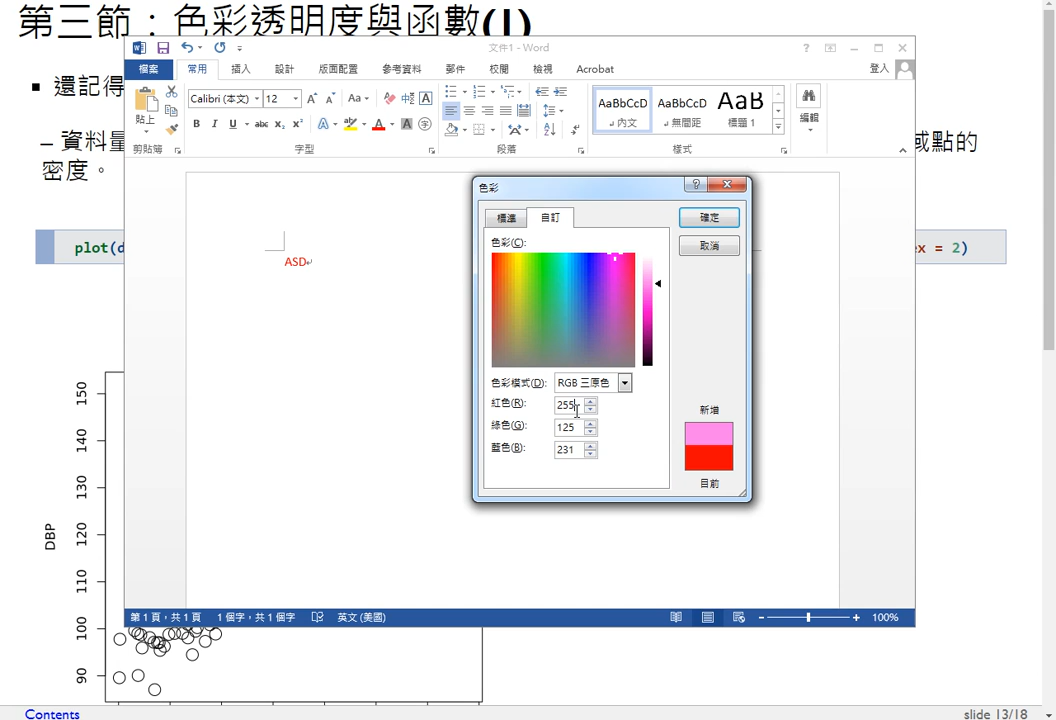 第三節：色彩透明度與函數(I)
文件1 - Word
檔案 常用 插入 設計 版面配置 參考資料 郵件 校閱 檢視 Acrobat
登入
還記得
Calibri (本文) 12
AaBbCcD AaBbCcD AaB
貼上
↲ 內文 ↲ 無間距 標題 1
編輯
剪貼簿 字型 段落 樣式
– 資料量
或點的
密度。
色彩
標準 自訂
確定
取消
色彩(C):
plot(d
ex = 2)
ASD
色彩模式(D): RGB 三原色
紅色(R): 255
綠色(G): 125
藍色(B): 231
新增
目前
150
140
130
120
110
100
90
DBP
第 1 頁，共 1 頁 1 個字，共 1 個字 英文 (美國) 100%
Contents
slide 13/18